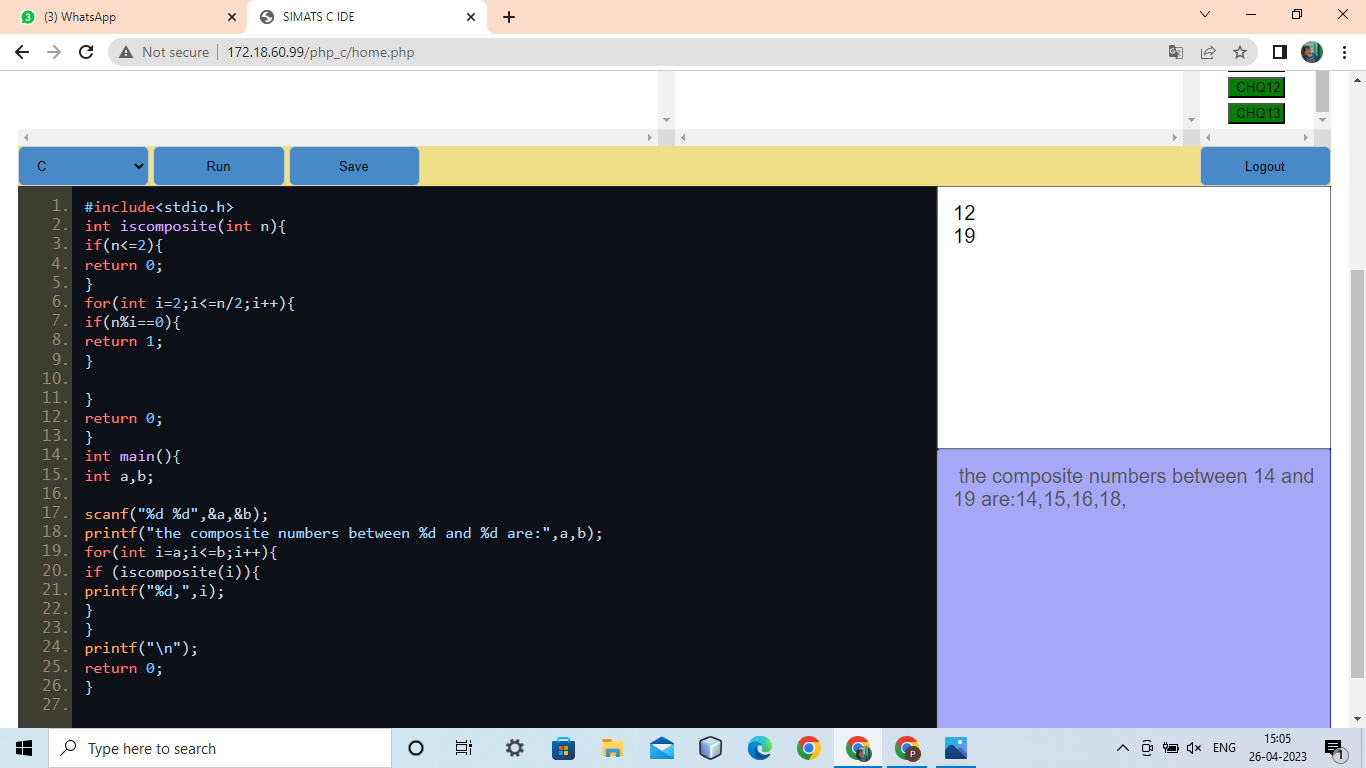 (3) WhatsApp
SIMATS C IDE
Not secure
172.18.60.99/php_c/home.php
CHQ12
CHQ13
C
Run
Save
Logout
1. #include<stdio.h>
2. int iscomposite(int n){
3. if(n<=2){
4. return 0;
5. }
6. for(int i=2;i<=n/2;i++){
7. if(n%i==0){
8. return 1;
9. }
10.
11. }
12. return 0;
13. }
14. int main(){
15. int a,b;
16.
17. scanf("%d %d",&a,&b);
18. printf("the composite numbers between %d and %d are:",a,b);
19. for(int i=a;i<=b;i++){
20. if (iscomposite(i)){
21. printf("%d,",i);
22. }
23. }
24. printf("\n");
25. return 0;
26. }
27.
12
19
the composite numbers between 14 and
19 are:14,15,16,18,
Type here to search
ENG
15:05
26-04-2023
1